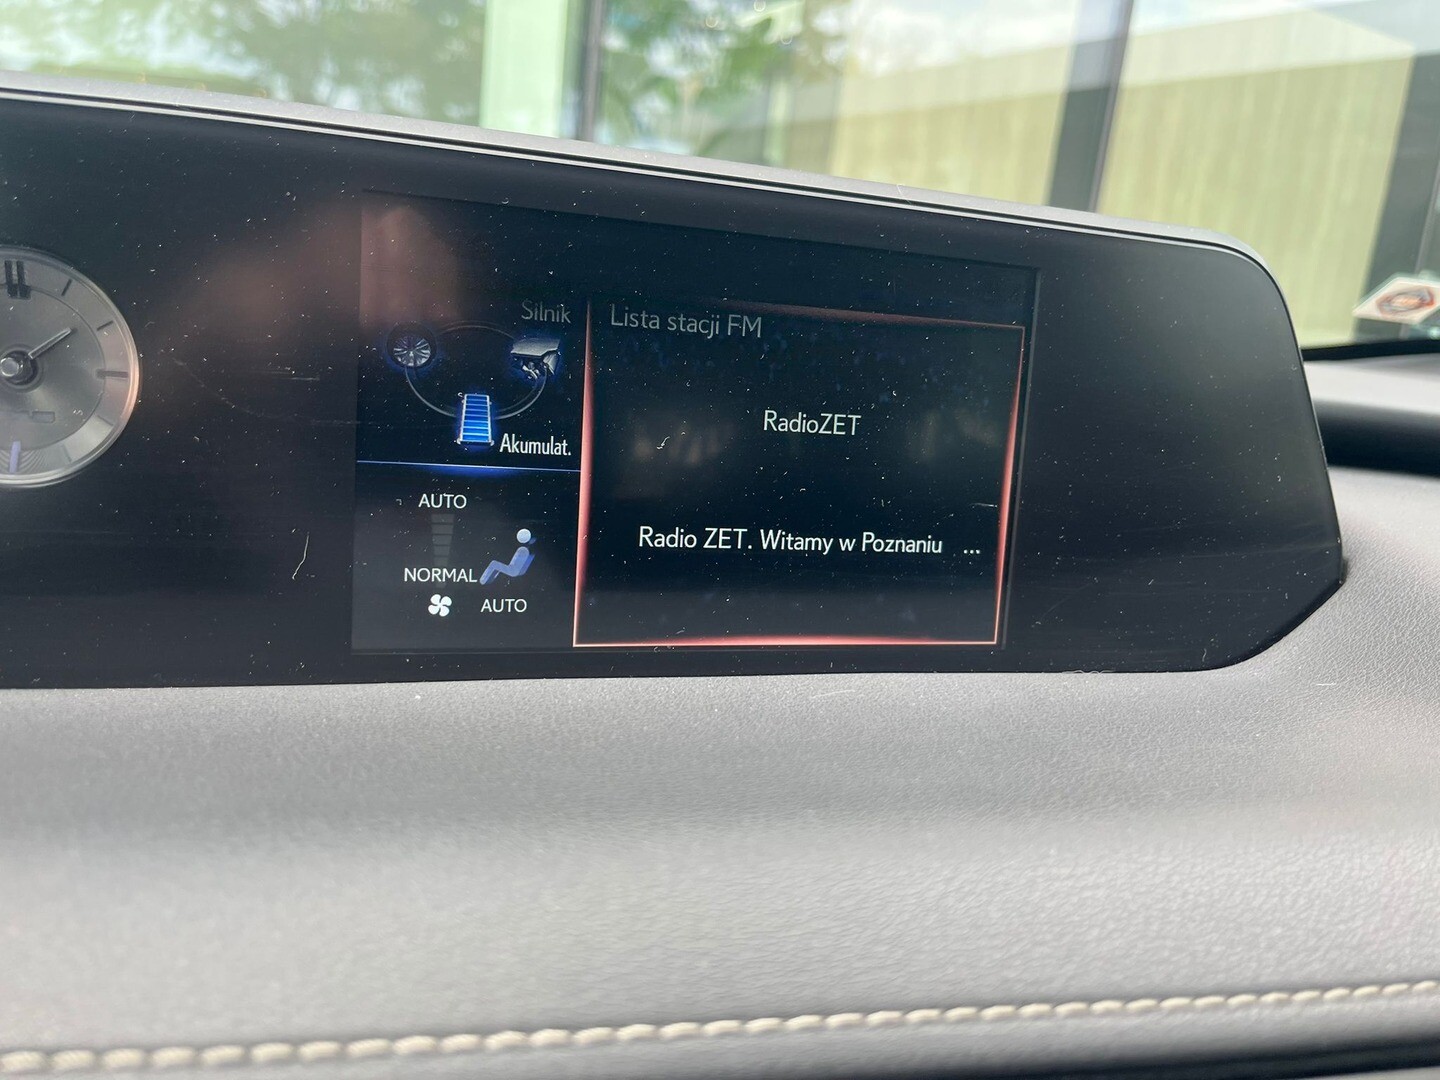 Silnik
Akumulat.
AUTO
NORMAL
AUTO
Lista stacji FM
RadioZET
Radio ZET. Witamy w Poznaniu ...